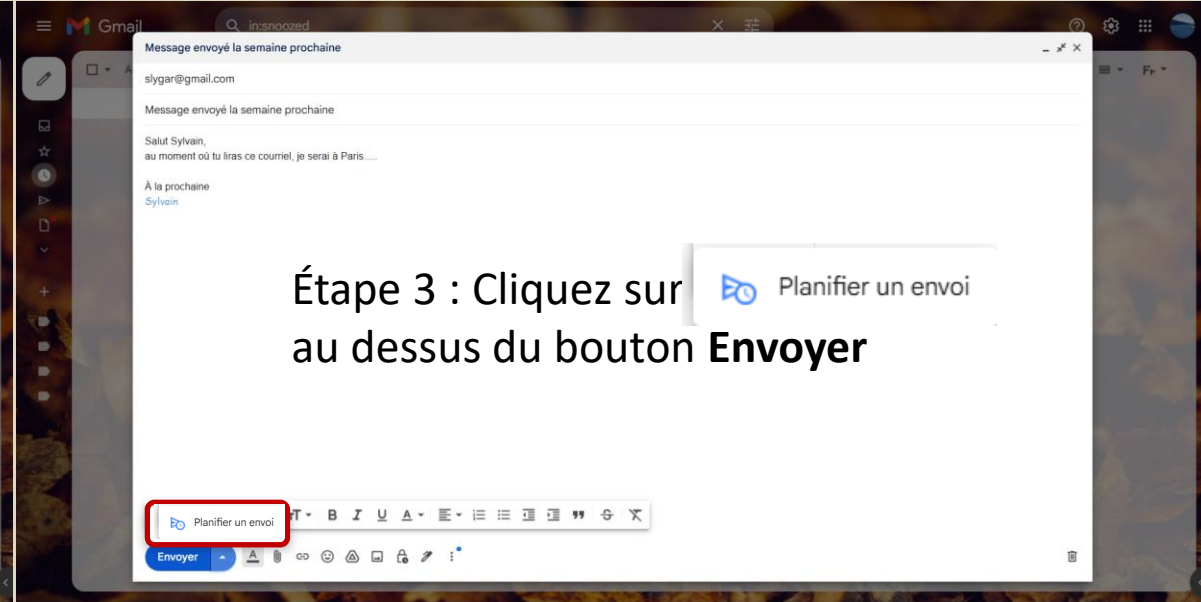 Gmail
in:snoozed
Message envoyé la semaine prochaine
slygar@gmail.com
Message envoyé la semaine prochaine
Salut Sylvain,
au moment où tu liras ce courriel, je serai à Paris.....
À la prochaine
Sylvain
Étape 3 : Cliquez sur Planifier un envoi
au dessus du bouton Envoyer
Planifier un envoi
Envoyer